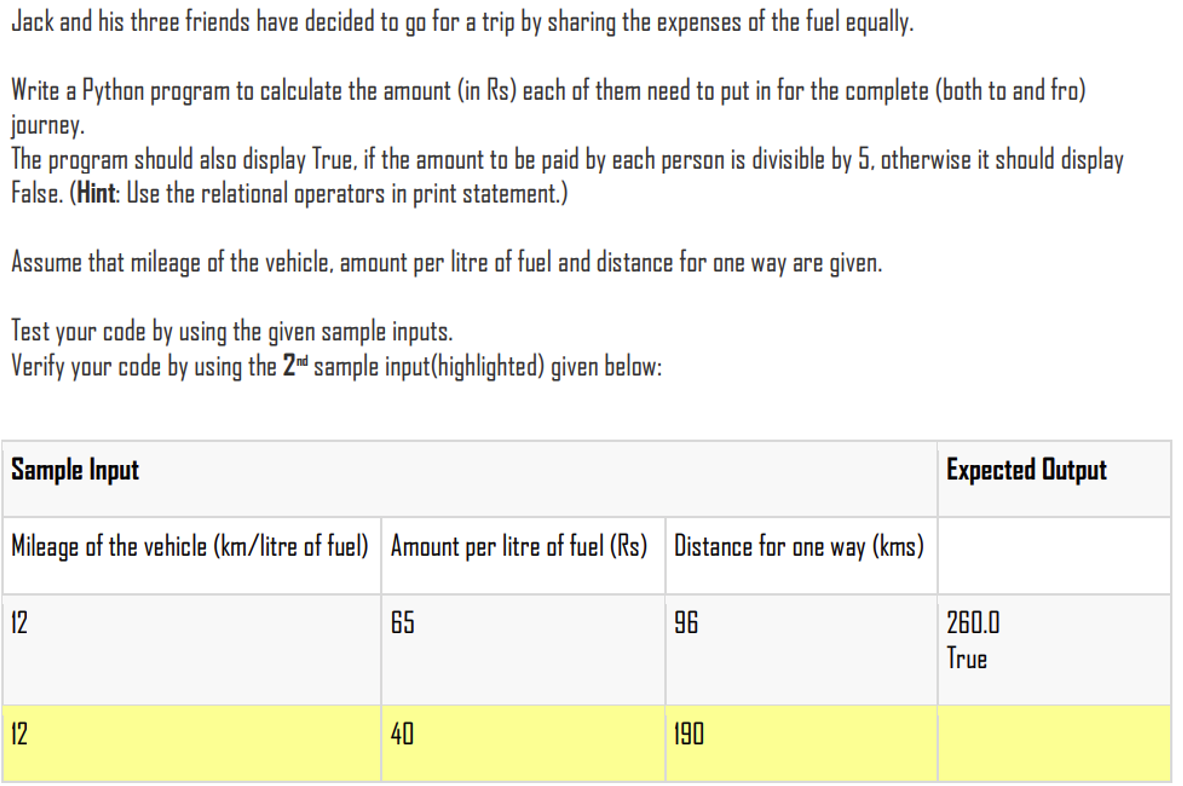 Jack and his three friends have decided to go for a trip by sharing the expenses of the fuel equally.
Write a Python program to calculate the amount (in Rs) each of them need to put in for the complete (both to and fro)
journey.
The program should also display True, if the amount to be paid by each person is divisible by 5, otherwise it should display
False. (Hint: Use the relational operators in print statement.)
Assume that mileage of the vehicle, amount per litre of fuel and distance for one way are given.
Test your code by using the given sample inputs.
Verify your code by using the 2nd sample input(highlighted) given below:
Sample Input Expected Output
Mileage of the vehicle (km/litre of fuel) Amount per litre of fuel (Rs) Distance for one way (kms)
12 65 96 260.0
True
12 40 190